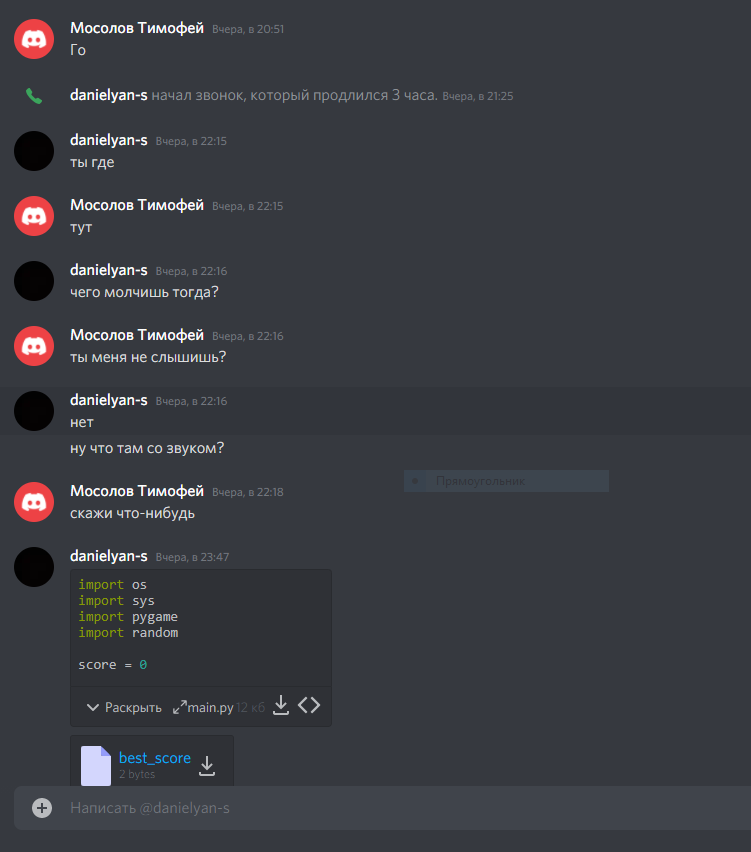 Мосолов Тимофей Вчера, в 20:51
Го
danielyan-s начал звонок, который продлился 3 часа. Вчера, в 21:25
danielyan-s Вчера, в 22:15
ты где
Мосолов Тимофей Вчера, в 22:15
тут
danielyan-s Вчера, в 22:16
чего молчишь тогда?
Мосолов Тимофей Вчера, в 22:16
ты меня не слышишь?
danielyan-s Вчера, в 22:16
нет
ну что там со звуком?
Прямоугольник
Мосолов Тимофей Вчера, в 22:18
скажи что-нибудь
danielyan-s Вчера, в 23:47
import os
import sys
import pygame
import random
score = 0
Раскрыть main.py 12 кб
best_score
2 bytes
Написать @danielyan-s